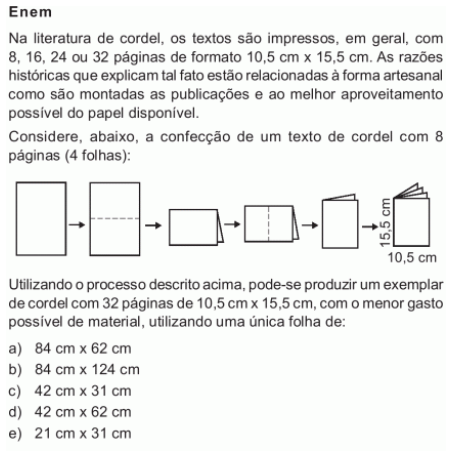 Enem
Na literatura de cordel, os textos são impressos, em geral, com
8, 16, 24 ou 32 páginas de formato 10,5 cm x 15,5 cm. As razões
históricas que explicam tal fato estão relacionadas à forma artesanal
como são montadas as publicações e ao melhor aproveitamento
possível do papel disponível.
Considere, abaixo, a confecção de um texto de cordel com 8
páginas (4 folhas):
15,5 cm
10,5 cm
Utilizando o processo descrito acima, pode-se produzir um exemplar
de cordel com 32 páginas de 10,5 cm x 15,5 cm, com o menor gasto
possível de material, utilizando uma única folha de:
a) 84 cm x 62 cm
b) 84 cm x 124 cm
c) 42 cm x 31 cm
d) 42 cm x 62 cm
e) 21 cm x 31 cm